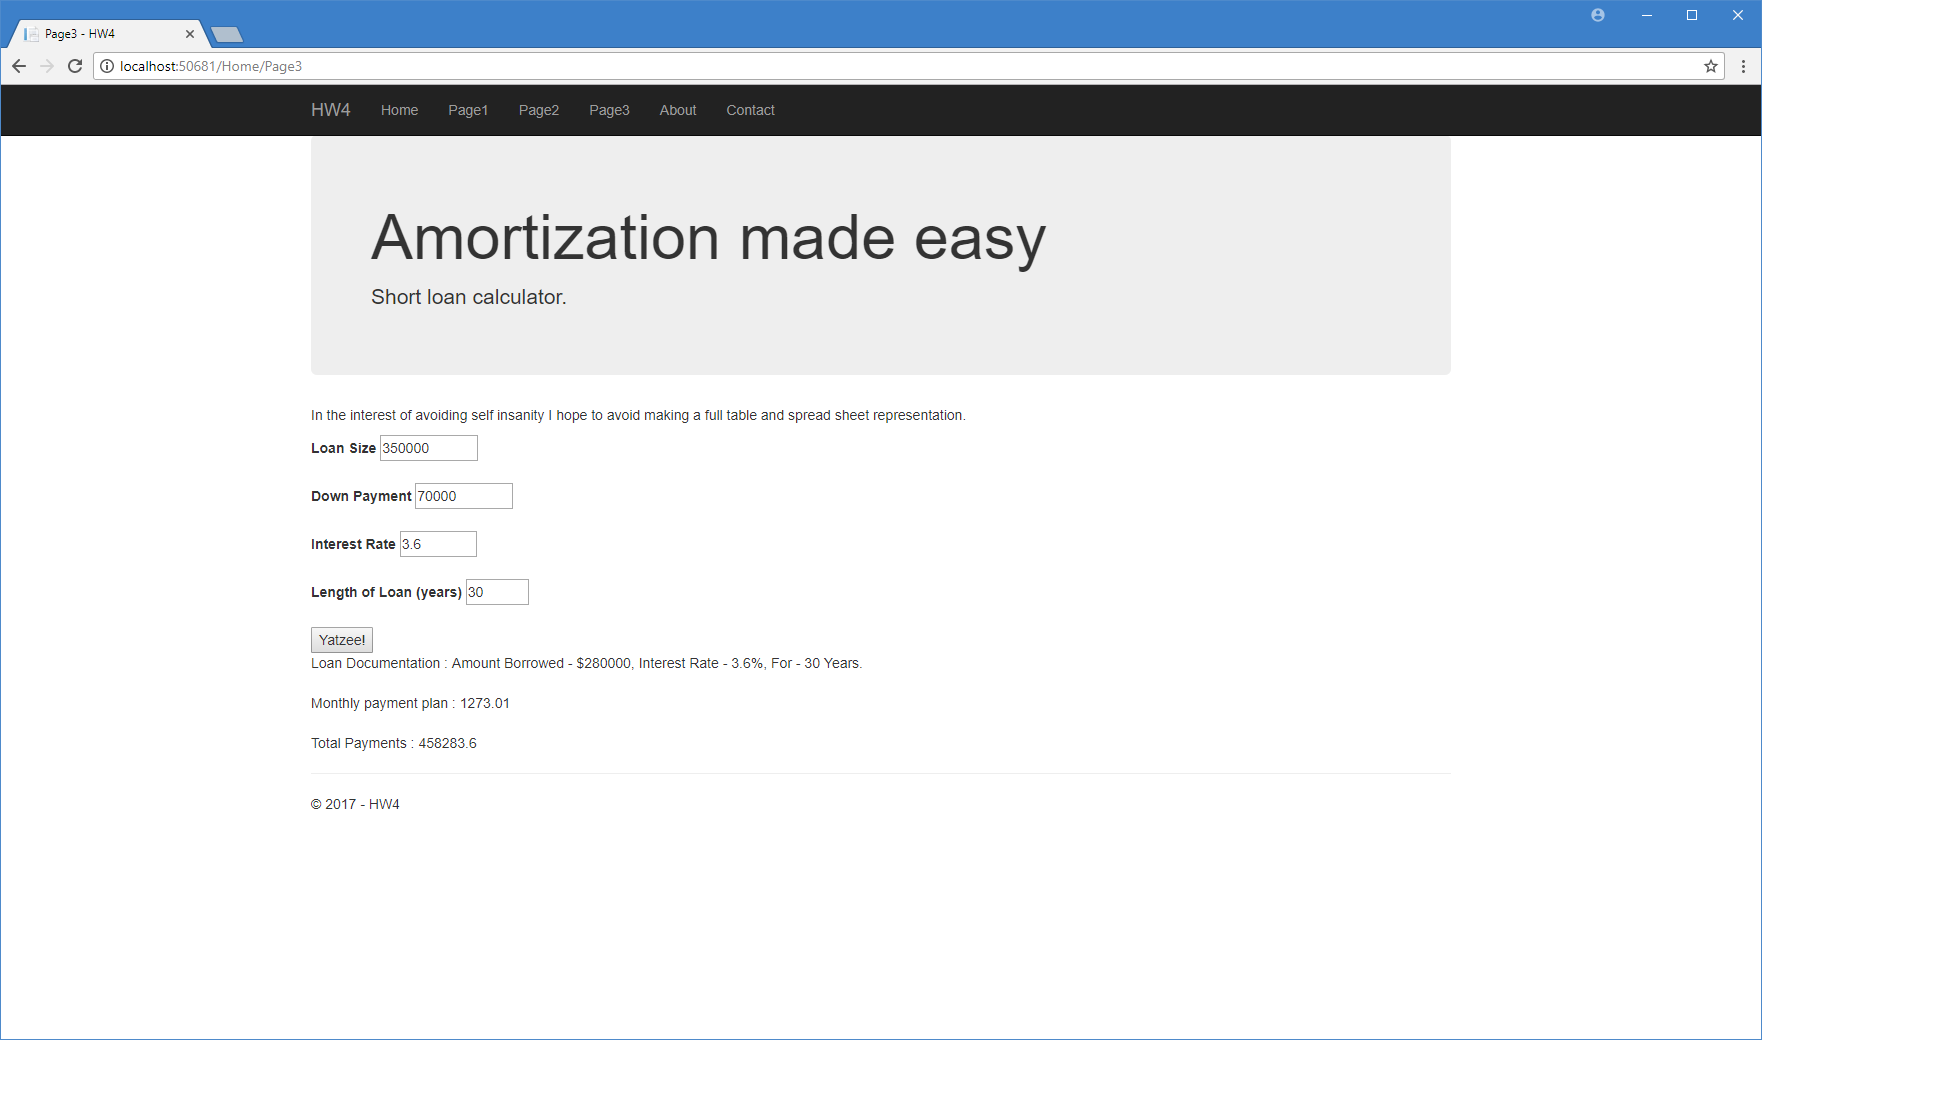 Page3 - HW4
localhost:50681/Home/Page3
HW4 Home Page1 Page2 Page3 About Contact
Amortization made easy
Short loan calculator.
In the interest of avoiding self insanity I hope to avoid making a full table and spread sheet representation.
Loan Size 350000
Down Payment 70000
Interest Rate 3.6
Length of Loan (years) 30
Yatzee!
Loan Documentation : Amount Borrowed - $280000, Interest Rate - 3.6%, For - 30 Years.
Monthly payment plan : 1273.01
Total Payments : 458283.6
© 2017 - HW4